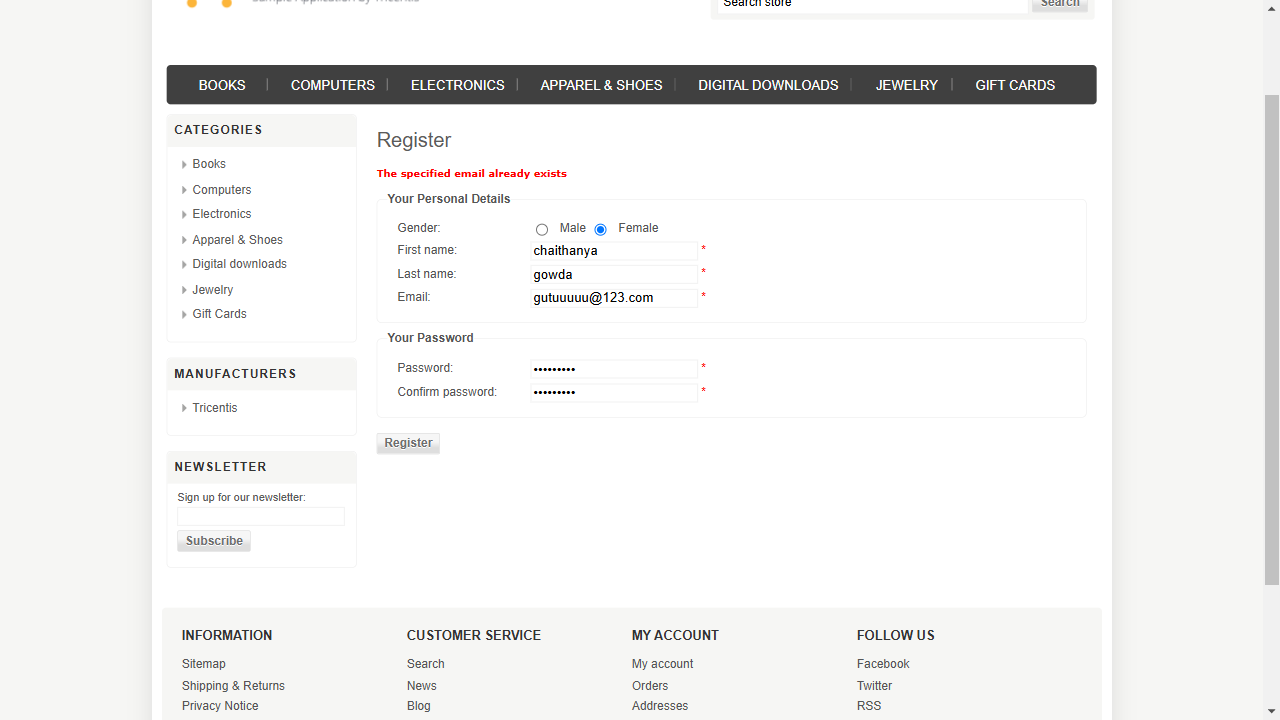 Sample Application by Tricentis
Search store
Search
BOOKS
COMPUTERS
ELECTRONICS
APPAREL & SHOES
DIGITAL DOWNLOADS
JEWELRY
GIFT CARDS
CATEGORIES
Books
Computers
Electronics
Apparel & Shoes
Digital downloads
Jewelry
Gift Cards
MANUFACTURERS
Tricentis
NEWSLETTER
Sign up for our newsletter:
Subscribe
Register
The specified email already exists
Your Personal Details
Gender: Male Female
First name: chaithanya *
Last name: gowda *
Email: gutuuuuu@123.com *
Your Password
Password: ••••••••• *
Confirm password: ••••••••• *
Register
INFORMATION
Sitemap
Shipping & Returns
Privacy Notice
CUSTOMER SERVICE
Search
News
Blog
MY ACCOUNT
My account
Orders
Addresses
FOLLOW US
Facebook
Twitter
RSS